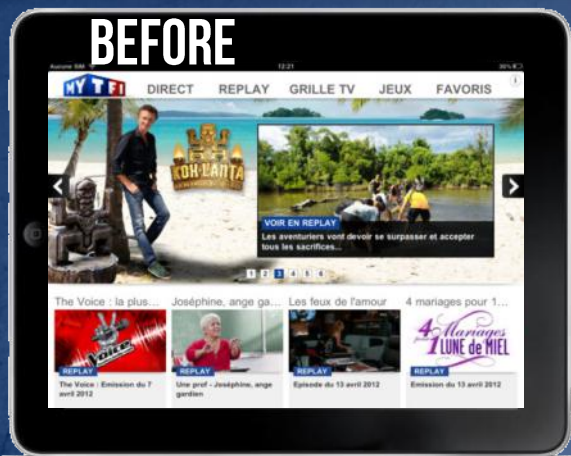 BEFORE
Aucune SIM
12:21
MYTF1
DIRECT
REPLAY
GRILLE TV
JEUX
FAVORIS
KOH-LANTA
VOIR EN REPLAY
Les aventuriers vont devoir se surpasser et accepter
tous les sacrifices...
1 2 3 4 5 6
The Voice : la plus...
Joséphine, ange ga...
Les feux de l'amour
4 mariages pour 1...
Voice
4 Mariages
1 LUNE de MIEL
REPLAY
REPLAY
REPLAY
REPLAY
The Voice : Emission du 7
avril 2012
Une prof - Joséphine, ange
gardien
Episode du 13 avril 2012
Emission du 13 avril 2012